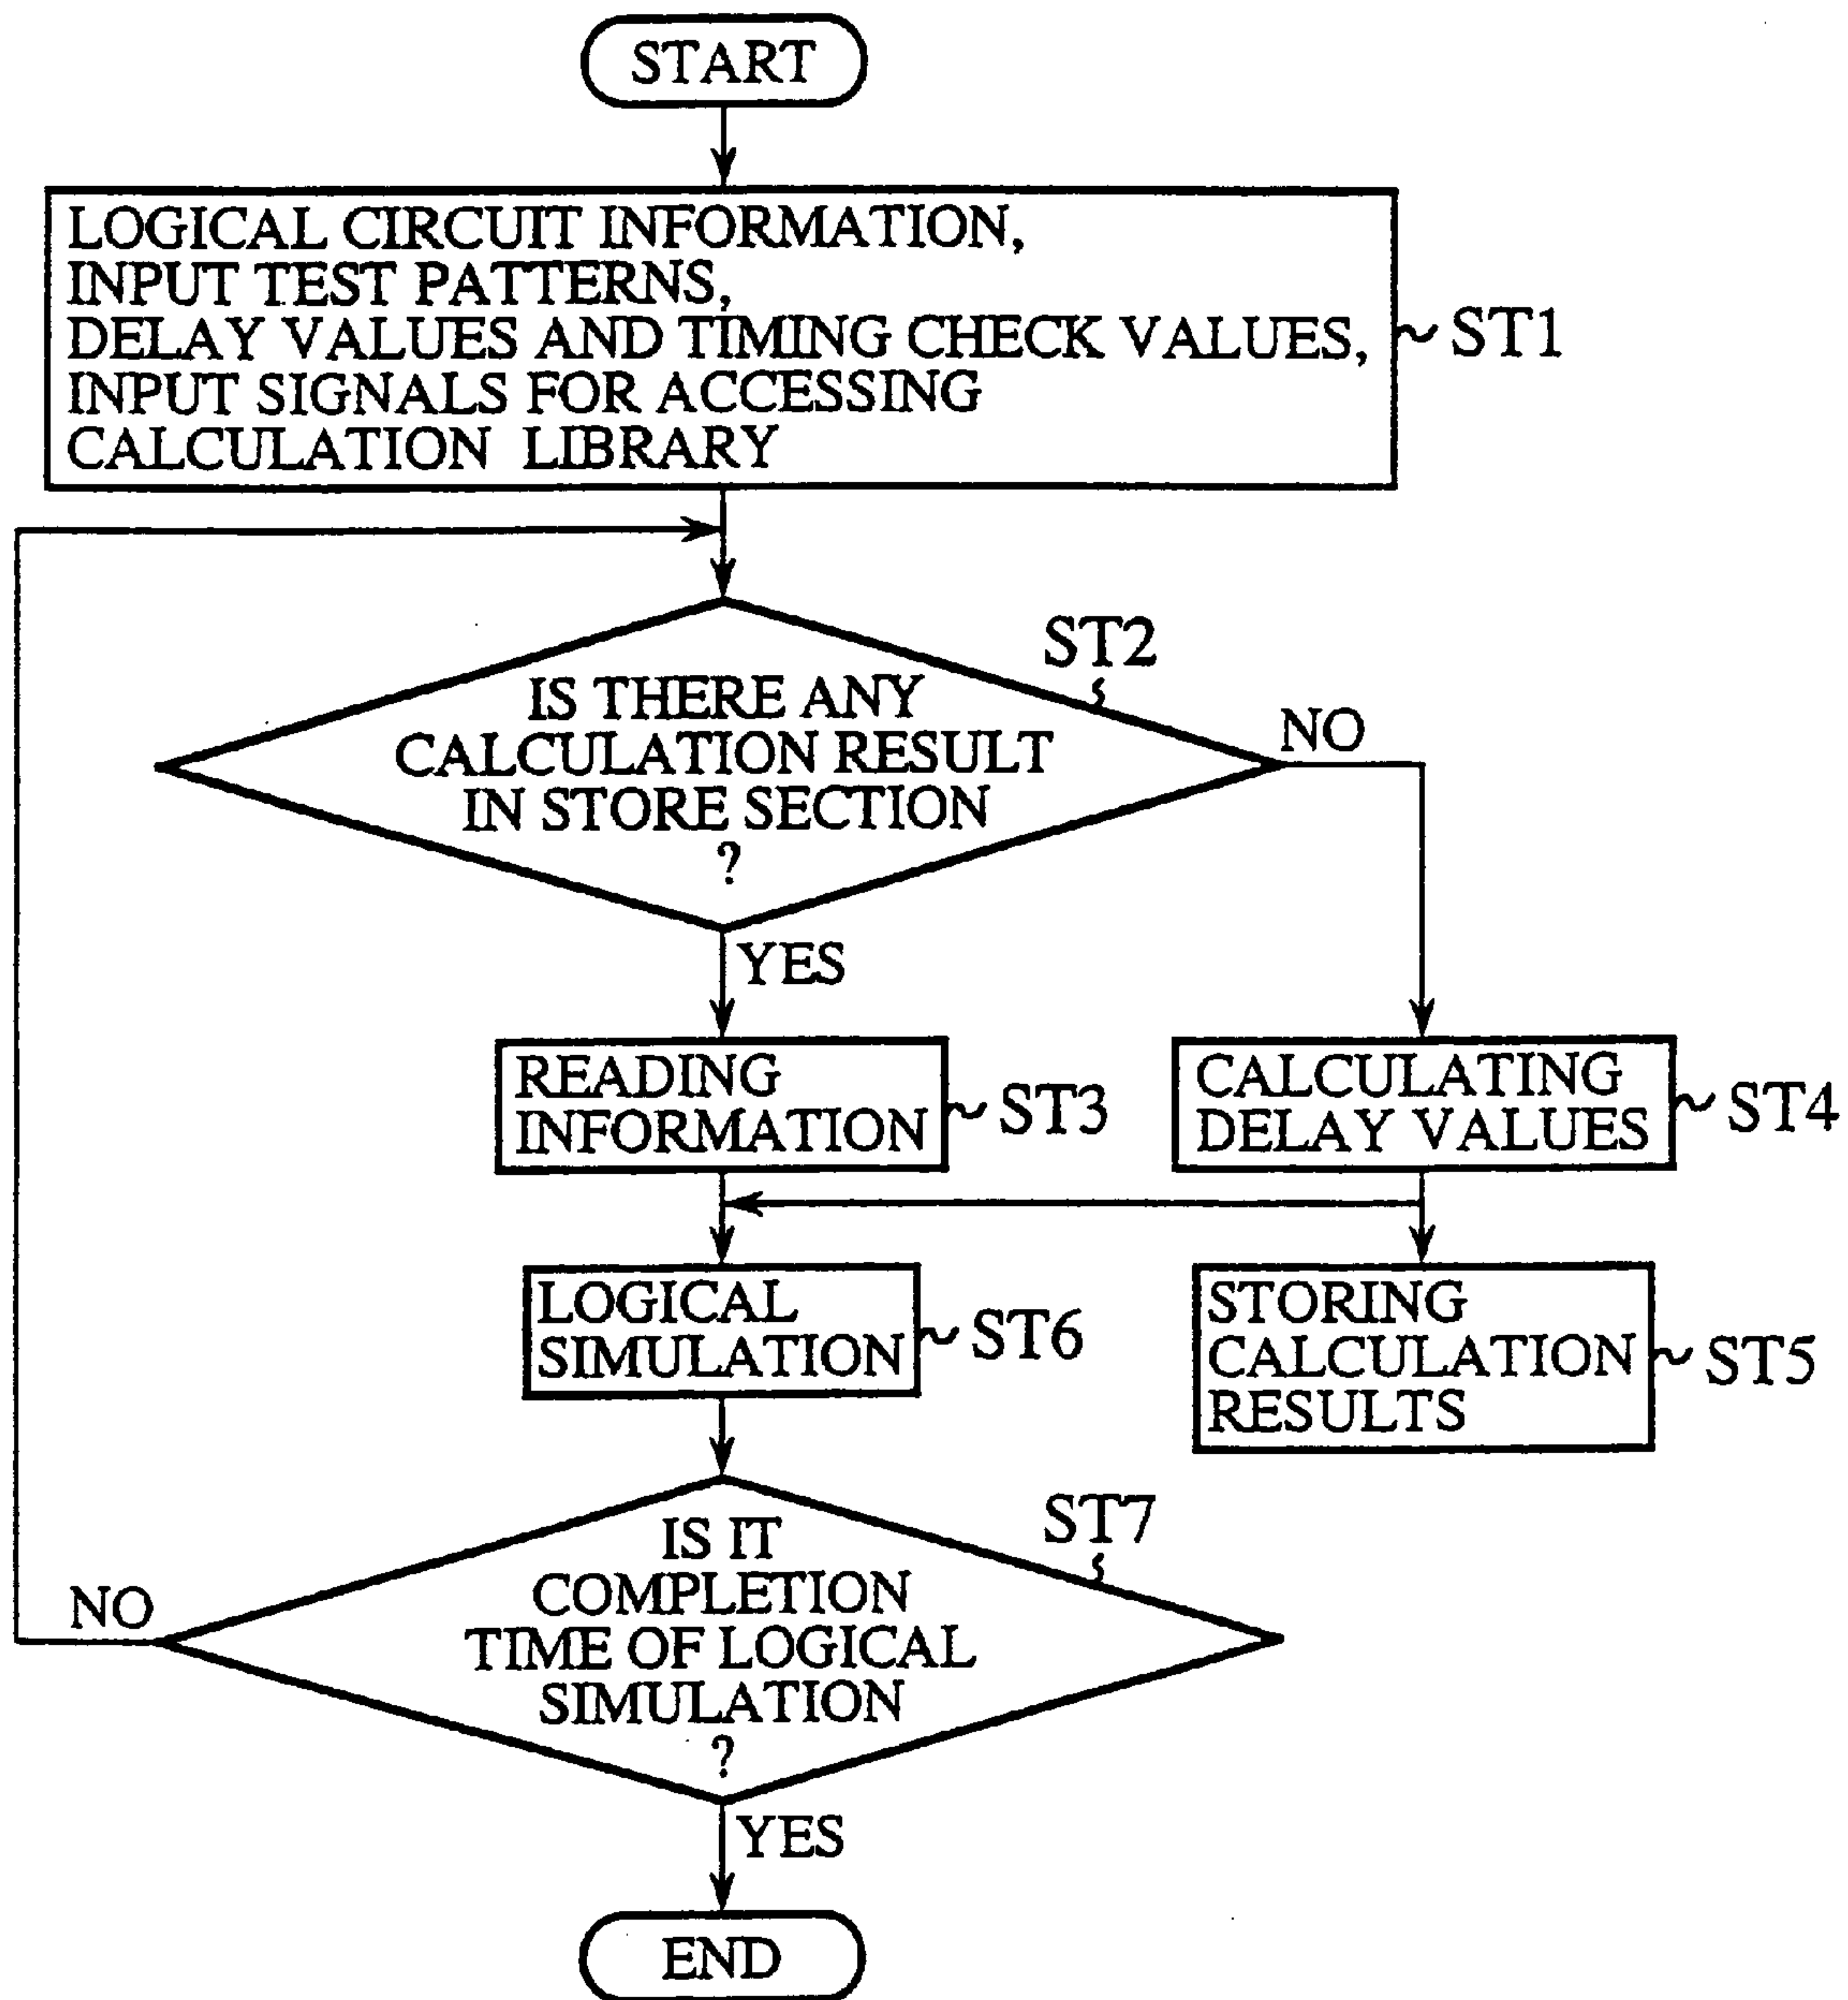 START
LOGICAL CIRCUIT INFORMATION,
INPUT TEST PATTERNS,
DELAY VALUES AND TIMING CHECK VALUES,
INPUT SIGNALS FOR ACCESSING
CALCULATION LIBRARY
ST1
ST2
IS THERE ANY
CALCULATION RESULT
IN STORE SECTION
?
NO
YES
READING
INFORMATION
ST3
CALCULATING
DELAY VALUES
ST4
LOGICAL
SIMULATION
ST6
STORING
CALCULATION
RESULTS
ST5
ST7
IS IT
COMPLETION
TIME OF LOGICAL
SIMULATION
?
NO
YES
END